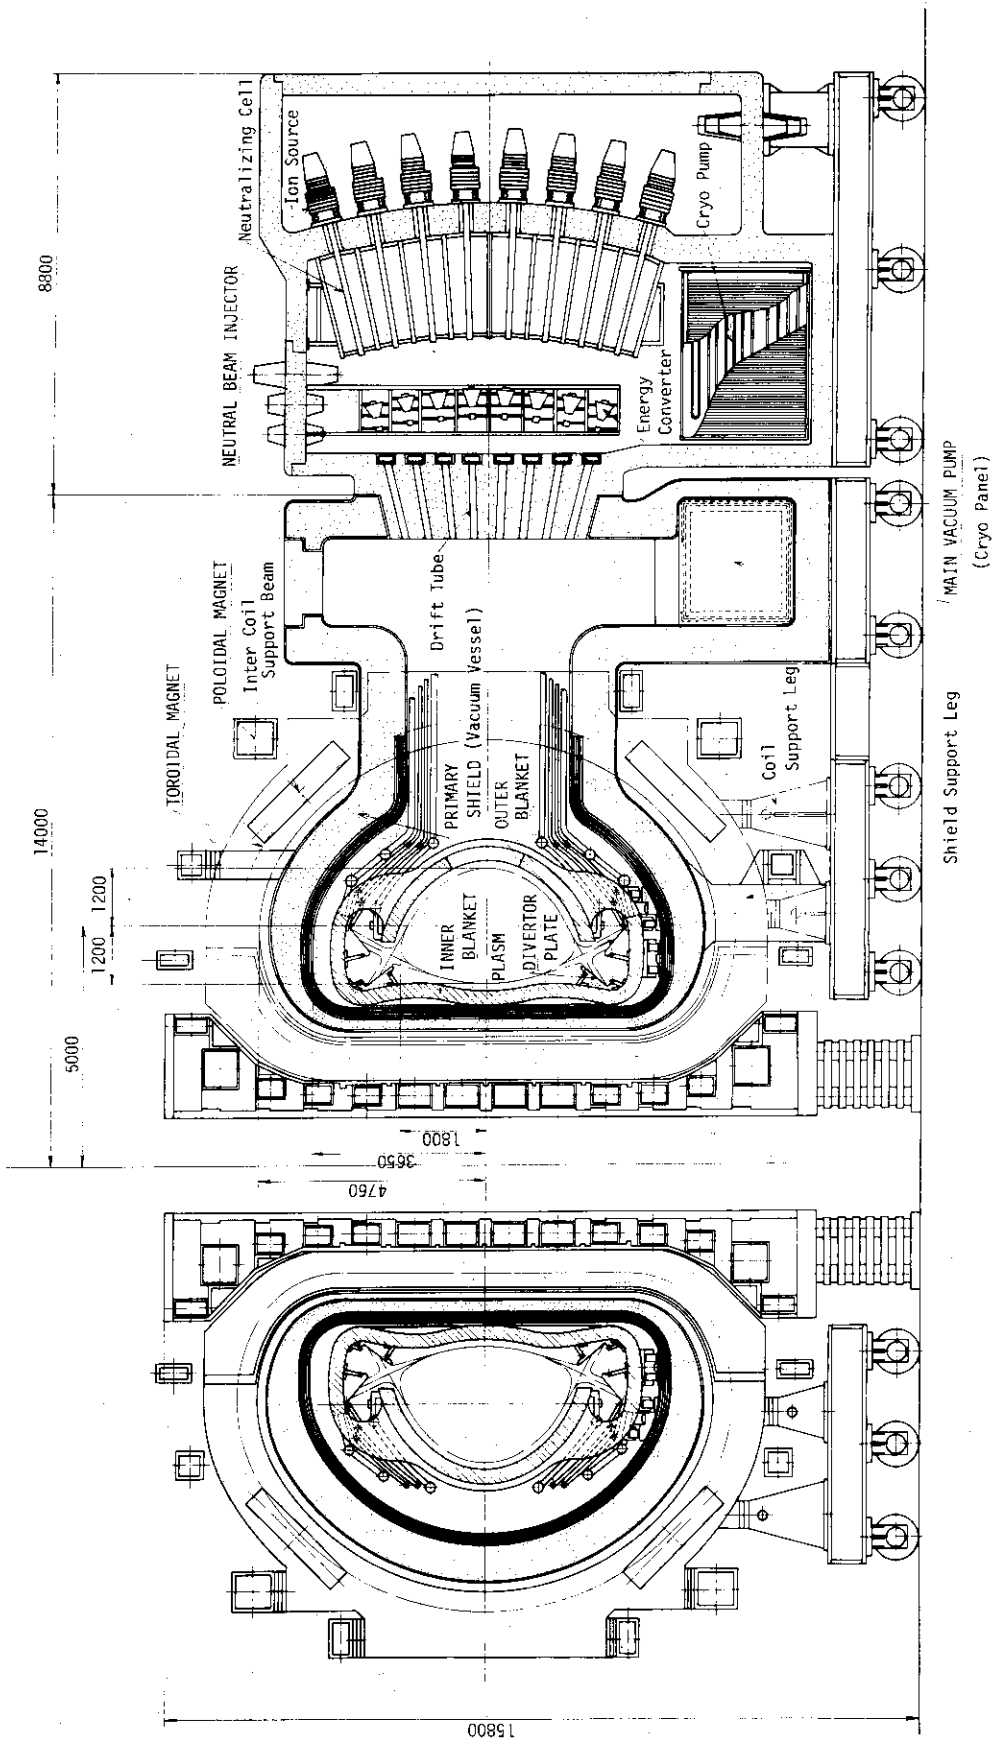 8800
14000
1200
1200
5000
Neutralizing Cell
Ion Source
NEUTRAL BEAM INJECTOR
Cryo Pump
Energy
Converter
TOROIDAL MAGNET
POLOIDAL MAGNET
Inter Coil
Support Beam
Drift Tube
PRIMARY
SHIELD (Vacuum Vessel)
OUTER
BLANKET
INNER
BLANKET
PLASM
DIVERTOR
PLATE
Coil
Support Leg
Shield Support Leg
MAIN VACUUM PUMP
(Cryo Panel)
1800
3650
4760
15800